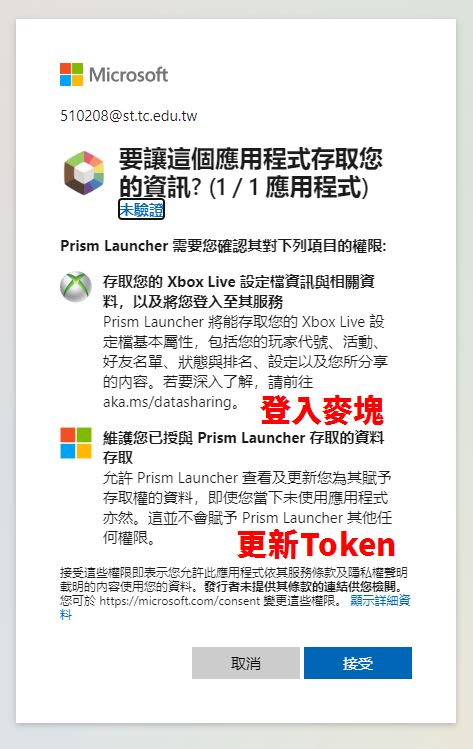 Microsoft
510208@st.tc.edu.tw
要讓這個應用程式存取您
的資訊? (1 / 1 應用程式)
未驗證
Prism Launcher 需要您確認其對下列項目的權限:
存取您的 Xbox Live 設定檔資訊與相關資
料，以及將您登入至其服務
Prism Launcher 將能存取您的 Xbox Live 設
定檔基本屬性，包括您的玩家代號、活動、
好友名單、狀態與排名、設定以及您所分享
的內容。若要深入了解，請前往
aka.ms/datasharing。
登入麥塊
維護您已授與 Prism Launcher 存取的資料
存取
允許 Prism Launcher 查看及更新您為其賦予
存取權的資料，即使您當下未使用應用程式
亦然。這並不會賦予 Prism Launcher 其他任
何權限。
更新Token
接受這些權限即表示您允許此應用程式依其服務條款及隱私權聲明
載明的內容使用您的資料。發行者未提供其條款的連結供您檢閱。
您可於 https://microsoft.com/consent 變更這些權限。 顯示詳細資
料
取消
接受